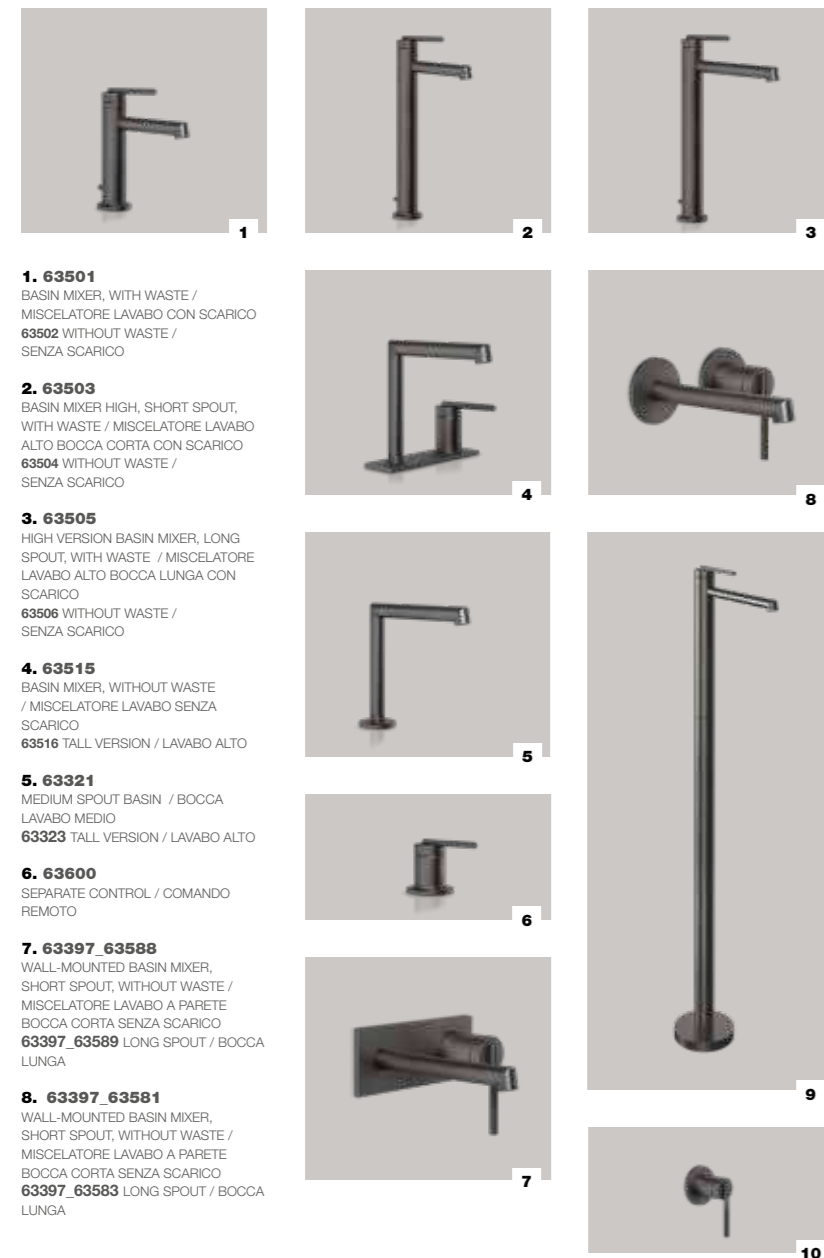 1
2
3
1. 63501
BASIN MIXER, WITH WASTE /
MISCELATORE LAVABO CON SCARICO
63502 WITHOUT WASTE /
SENZA SCARICO
2. 63503
BASIN MIXER HIGH, SHORT SPOUT,
WITH WASTE / MISCELATORE LAVABO
ALTO BOCCA CORTA CON SCARICO
63504 WITHOUT WASTE /
SENZA SCARICO
3. 63505
HIGH VERSION BASIN MIXER, LONG
SPOUT, WITH WASTE / MISCELATORE
LAVABO ALTO BOCCA LUNGA CON
SCARICO
63506 WITHOUT WASTE /
SENZA SCARICO
4. 63515
BASIN MIXER, WITHOUT WASTE
/ MISCELATORE LAVABO SENZA
SCARICO
63516 TALL VERSION / LAVABO ALTO
5. 63321
MEDIUM SPOUT BASIN / BOCCA
LAVABO MEDIO
63323 TALL VERSION / LAVABO ALTO
6. 63600
SEPARATE CONTROL / COMANDO
REMOTO
7. 63397_63588
WALL-MOUNTED BASIN MIXER,
SHORT SPOUT, WITHOUT WASTE /
MISCELATORE LAVABO A PARETE
BOCCA CORTA SENZA SCARICO
63397_63589 LONG SPOUT / BOCCA
LUNGA
8. 63397_63581
WALL-MOUNTED BASIN MIXER,
SHORT SPOUT, WITHOUT WASTE /
MISCELATORE LAVABO A PARETE
BOCCA CORTA SENZA SCARICO
63397_63583 LONG SPOUT / BOCCA
LUNGA
4
5
6
7
8
9
10